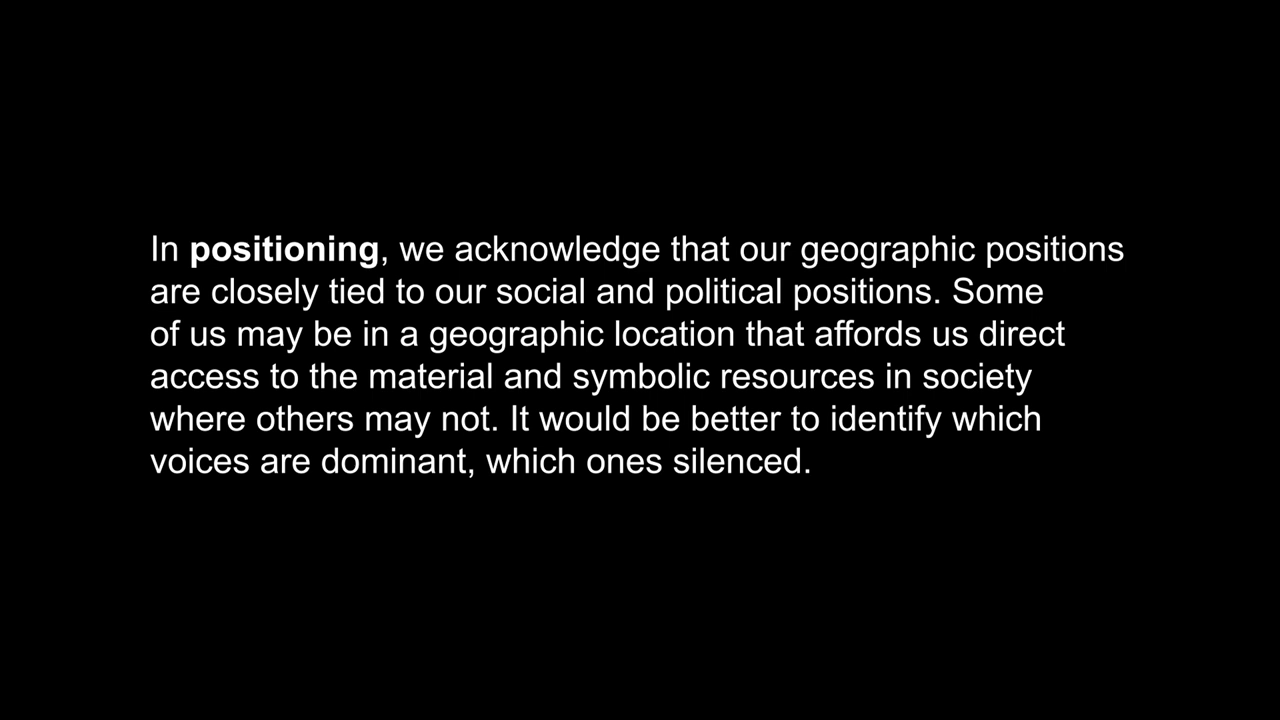 In positioning, we acknowledge that our geographic positions
are closely tied to our social and political positions. Some
of us may be in a geographic location that affords us direct
access to the material and symbolic resources in society
where others may not. It would be better to identify which
voices are dominant, which ones silenced.